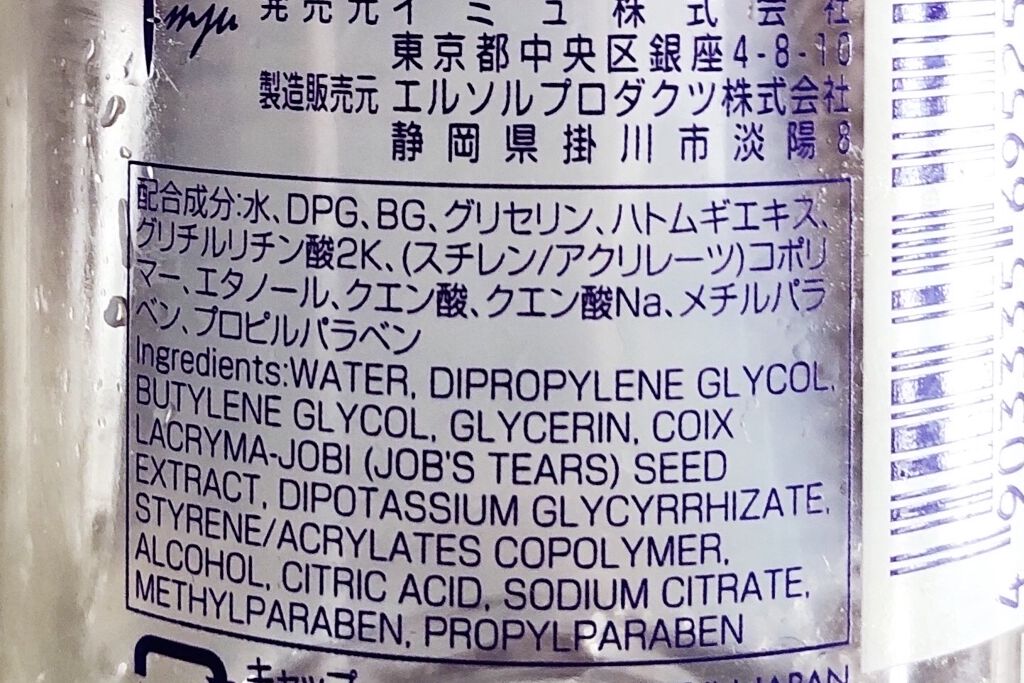 imju
発売元イミュ株式会社
東京都中央区銀座4-8-10
製造販売元 エルソルプロダクツ株式会社
静岡県掛川市淡陽8
配合成分:水、DPG、BG、グリセリン、ハトムギエキス、
グリチルリチン酸2K、(スチレン/アクリレーツ)コポリ
マー、エタノール、クエン酸、クエン酸Na、メチルパラ
ベン、プロピルパラベン
Ingredients:WATER, DIPROPYLENE GLYCOL,
BUTYLENE GLYCOL, GLYCERIN, COIX
LACRYMA-JOBI (JOB'S TEARS) SEED
EXTRACT, DIPOTASSIUM GLYCYRRHIZATE,
STYRENE/ACRYLATES COPOLYMER,
ALCOHOL, CITRIC ACID, SODIUM CITRATE,
METHYLPARABEN, PROPYLPARABEN
キャップ
JAPAN